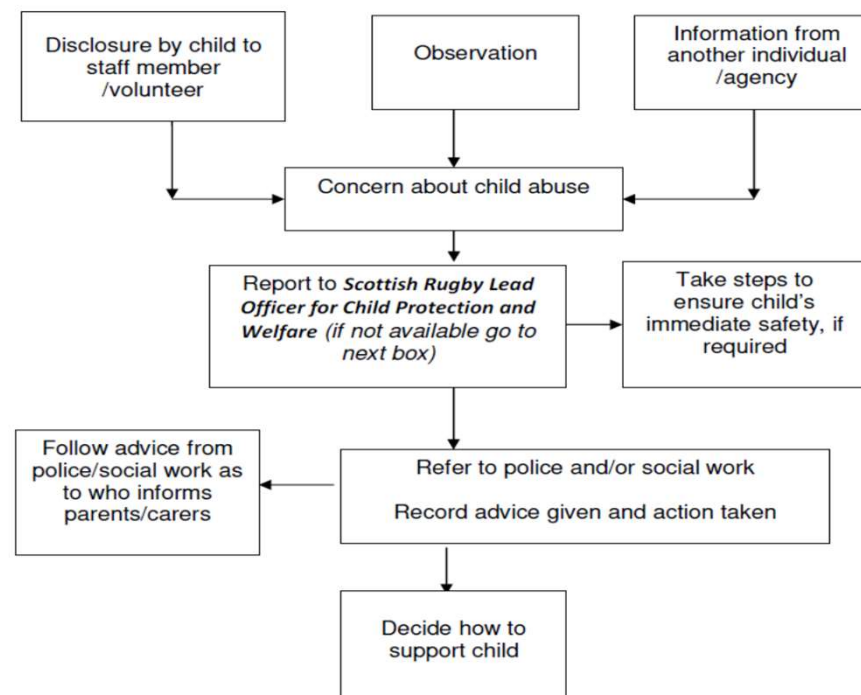 Disclosure by child to
staff member
/volunteer
Observation
Information from
another individual
/agency
Concern about child abuse
Report to Scottish Rugby Lead
Officer for Child Protection and
Welfare (if not available go to
next box)
Take steps to
ensure child's
immediate safety, if
required
Follow advice from
police/social work as
to who informs
parents/carers
Refer to police and/or social work
Record advice given and action taken
Decide how to
support child